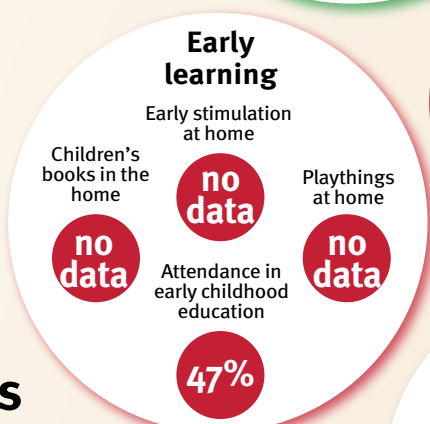 Early
learning
Early stimulation
at home
no
data
Children's
books in the
home
no
data
Playthings
at home
no
data
Attendance in
early childhood
education
47%
s